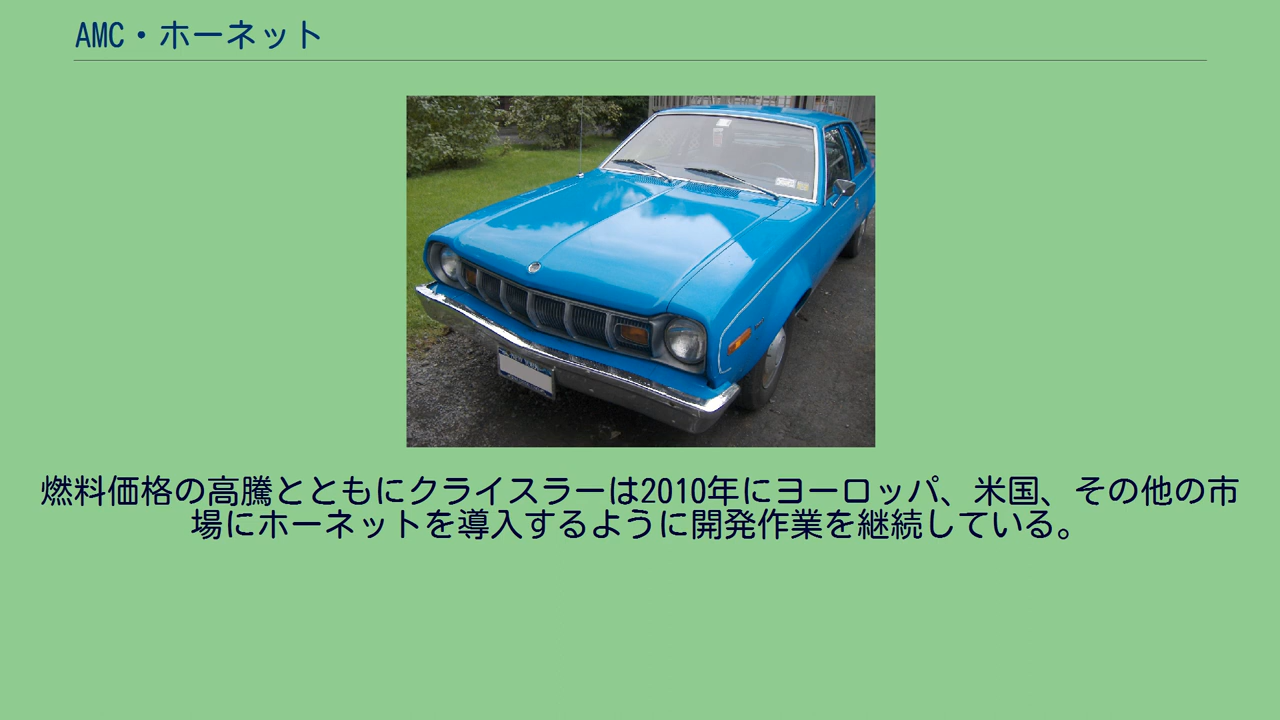 AMC・ホーネット
燃料価格の高騰とともにクライスラーは2010年にヨーロッパ、米国、その他の市
場にホーネットを導入するように開発作業を継続している。